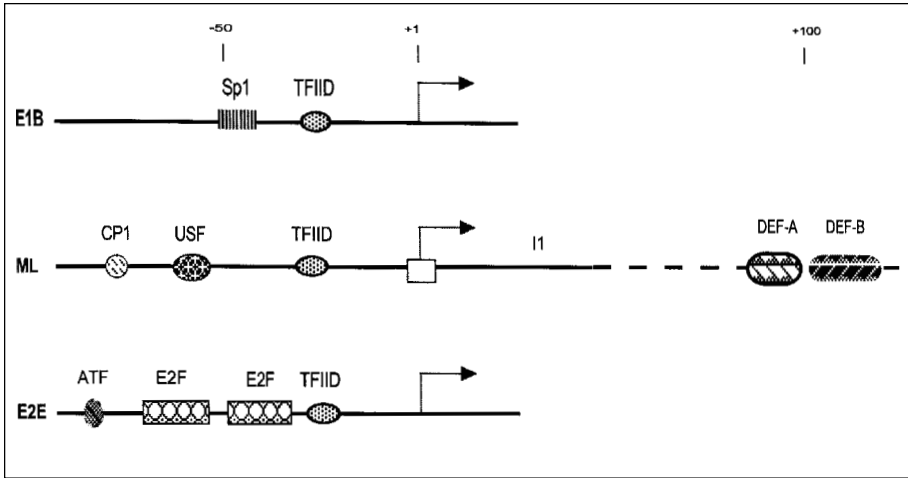 -50 +1 +100
Sp1 TFIID
E1B
CP1 USF TFIID I1 DEF-A DEF-B
ML
ATF E2F E2F TFIID
E2E